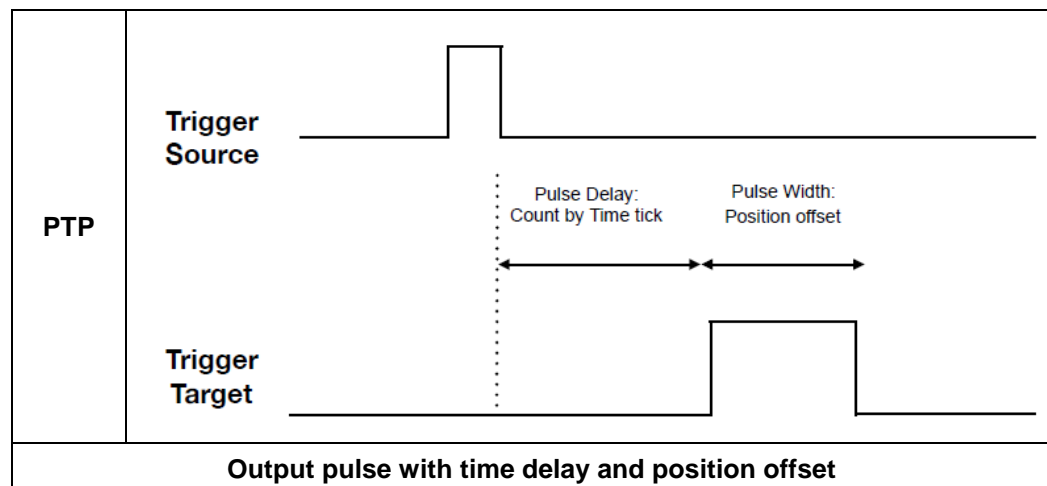 PTP
Trigger
Source
Pulse Delay:
Count by Time tick
Pulse Width:
Position offset
Trigger
Target
Output pulse with time delay and position offset